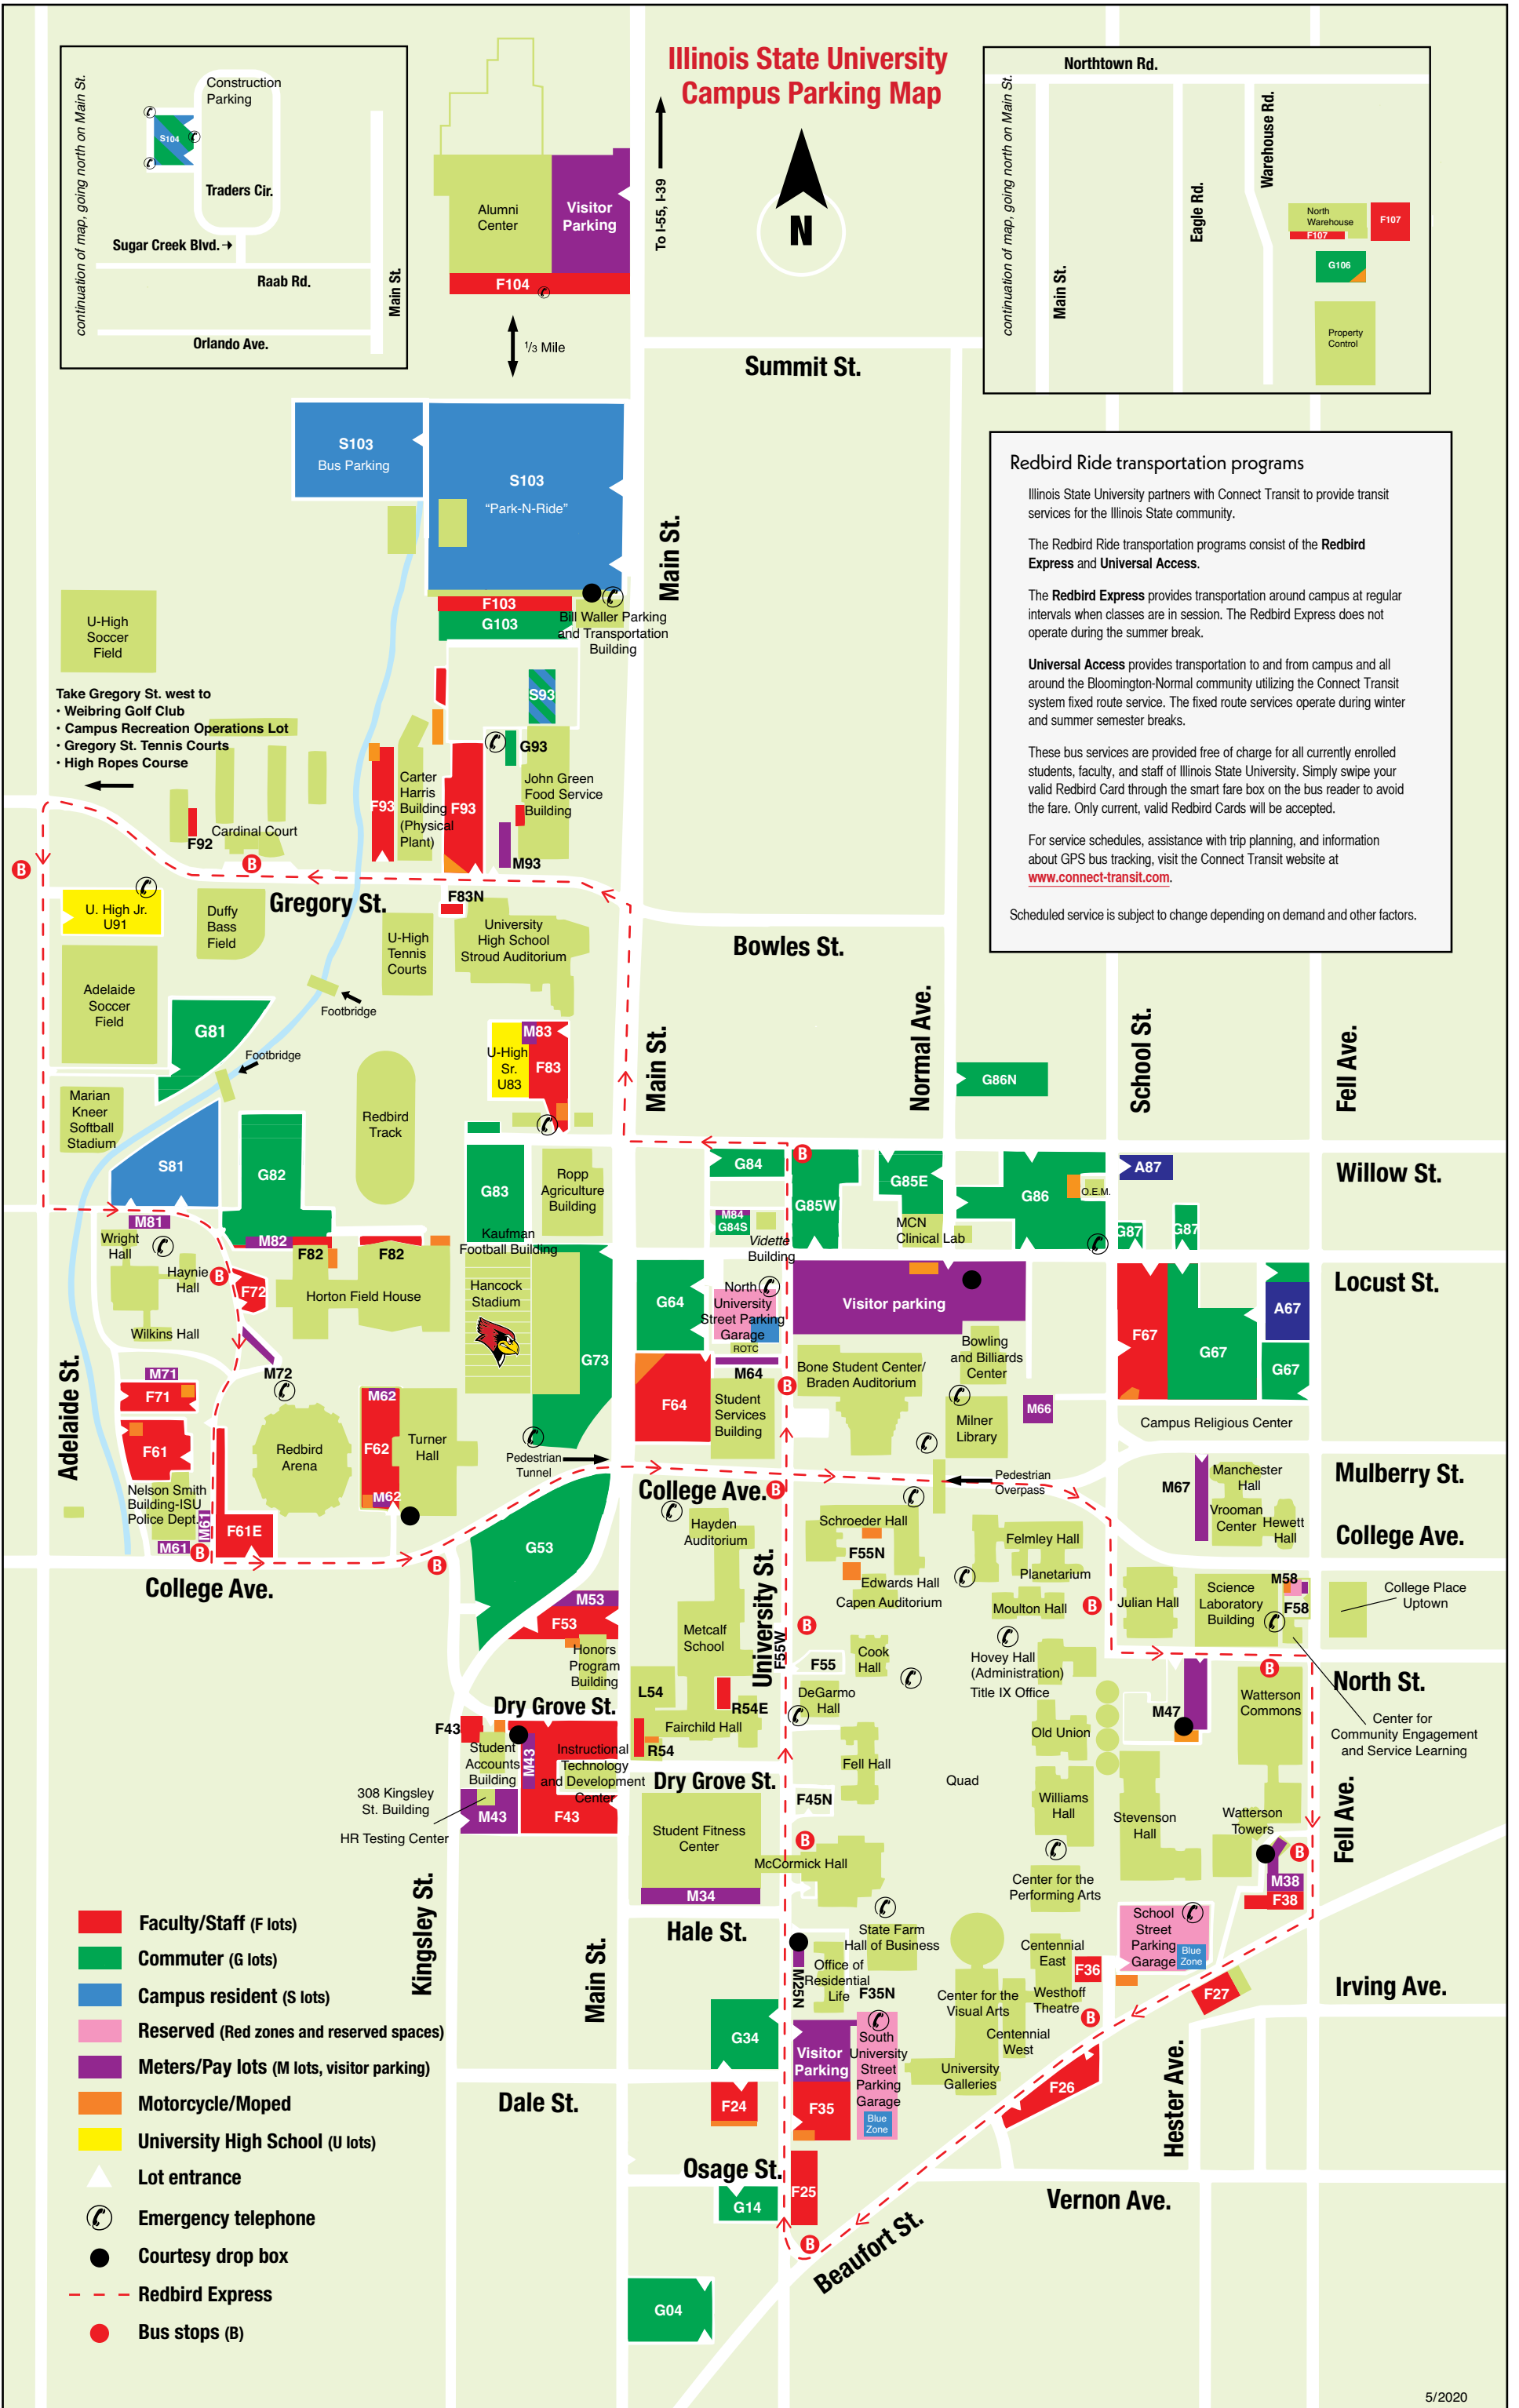 Illinois State University
Campus Parking Map
N
To I-55, I-39
continuation of map, going north on Main St.
Construction
Parking
S104
Traders Cir.
Sugar Creek Blvd.
Raab Rd.
Main St.
Orlando Ave.
Alumni
Center
Visitor
Parking
F104
1/3 Mile
continuation of map, going north on Main St.
Northtown Rd.
Main St.
Eagle Rd.
Warehouse Rd.
North
Warehouse
F107
F107
G106
Property
Control
Summit St.
S103
Bus Parking
S103
“Park-N-Ride”
Main St.
F103
G103
Bill Waller Parking
and Transportation
Building
Redbird Ride transportation programs
Illinois State University partners with Connect Transit to provide transit
services for the Illinois State community.
The Redbird Ride transportation programs consist of the Redbird
Express and Universal Access.
The Redbird Express provides transportation around campus at regular
intervals when classes are in session. The Redbird Express does not
operate during the summer break.
Universal Access provides transportation to and from campus and all
around the Bloomington-Normal community utilizing the Connect Transit
system fixed route service. The fixed route services operate during winter
and summer semester breaks.
These bus services are provided free of charge for all currently enrolled
students, faculty, and staff of Illinois State University. Simply swipe your
valid Redbird Card through the smart fare box on the bus reader to avoid
the fare. Only current, valid Redbird Cards will be accepted.
For service schedules, assistance with trip planning, and information
about GPS bus tracking, visit the Connect Transit website at
www.connect-transit.com.
Scheduled service is subject to change depending on demand and other factors.
U-High
Soccer
Field
Take Gregory St. west to
• Weibring Golf Club
• Campus Recreation Operations Lot
• Gregory St. Tennis Courts
• High Ropes Course
S93
G93
F93
Carter
Harris
Building
(Physical
Plant)
F93
John Green
Food Service
Building
M93
F92
Cardinal Court
B
B
Gregory St.
F83N
U. High Jr.
U91
Duffy
Bass
Field
U-High
Tennis
Courts
University
High School
Stroud Auditorium
Bowles St.
Adelaide
Soccer
Field
Footbridge
G81
Footbridge
M83
U-High
Sr.
U83
F83
Main St.
Normal Ave.
School St.
Fell Ave.
G86N
Marian
Kneer
Softball
Stadium
Redbird
Track
S81
G82
G83
Ropp
Agriculture
Building
G84
B
G85W
G85E
G86
O.E.M.
A87
Willow St.
M81
M82
F82
F82
Kaufman
Football Building
M84
G84S
Vidette
Building
MCN
Clinical Lab
G87
G87
Wright
Hall
Haynie
Hall
Wilkins Hall
B
F72
Horton Field House
Hancock
Stadium
G73
G64
North
University
Street Parking
Garage
ROTC
M64
Visitor parking
Locust St.
F67
G67
A67
G67
Adelaide St.
M72
M71
F71
F61
M62
F62
M62
Turner
Hall
Redbird
Arena
Nelson Smith
Building-ISU
Police Dept.
M61
M61
F61E
B
F64
Student
Services
Building
B
Bone Student Center/
Braden Auditorium
Bowling
and Billiards
Center
Milner
Library
M66
Campus Religious Center
Pedestrian
Tunnel
Pedestrian
Overpass
College Ave.
B
College Ave.
B
Mulberry St.
M67
Manchester
Hall
Vrooman
Center
Hewett
Hall
College Ave.
G53
M53
F53
Honors
Program
Building
Hayden
Auditorium
Metcalf
School
University St.
F55W
Schroeder Hall
F55N
Edwards Hall
Capen Auditorium
Felmley Hall
Planetarium
Moulton Hall
B
B
Julian Hall
Science
Laboratory
Building
M58
F58
College Place
Uptown
F55
Cook
Hall
DeGarmo
Hall
Hovey Hall
(Administration)
Title IX Office
Old Union
M47
B
Watterson
Commons
North St.
Center for
Community Engagement
and Service Learning
L54
R54E
Fairchild Hall
R54
Dry Grove St.
F43
Student
Accounts
Building
M43
Instructional
Technology
and Development
Center
F43
M43
308 Kingsley
St. Building
HR Testing Center
Dry Grove St.
Student Fitness
Center
M34
Fell Hall
F45N
B
McCormick Hall
Quad
Williams
Hall
Stevenson
Hall
Center for the
Performing Arts
Watterson
Towers
B
M38
F38
Fell Ave.
Kingsley St.
Main St.
Hale St.
State Farm
Hall of Business
Office of
Residential
Life
M25N
F35N
Center for the
Visual Arts
Centennial
East
Westhoff
Theatre
Centennial
West
University
Galleries
F36
B
School
Street
Parking
Garage
Blue
Zone
F27
Irving Ave.
G34
Visitor
Parking
South
University
Street
Parking
Garage
Blue
Zone
F24
F35
F26
Dale St.
Hester Ave.
Osage St.
G14
F25
B
Vernon Ave.
Beaufort St.
G04
Faculty/Staff (F lots)
Commuter (G lots)
Campus resident (S lots)
Reserved (Red zones and reserved spaces)
Meters/Pay lots (M lots, visitor parking)
Motorcycle/Moped
University High School (U lots)
Lot entrance
Emergency telephone
Courtesy drop box
Redbird Express
Bus stops (B)
5/2020